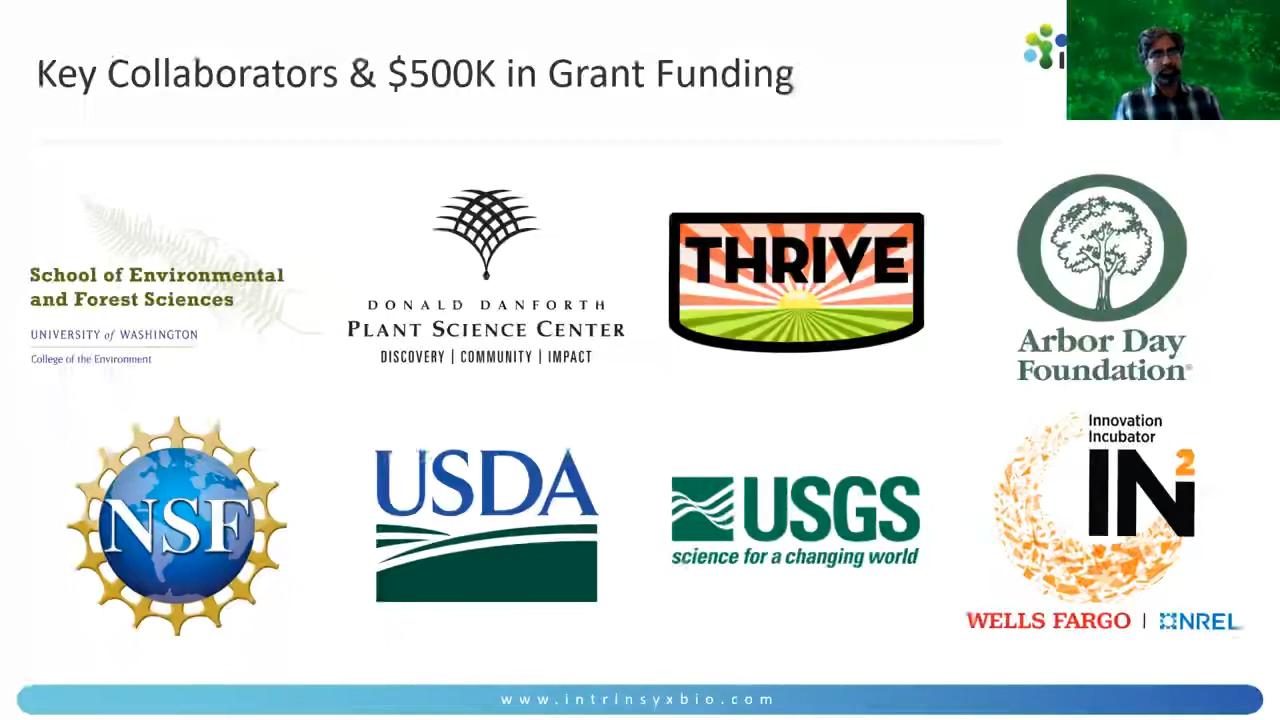 Key Collaborators & $500K in Grant Funding
School of Environmental
and Forest Sciences
UNIVERSITY of WASHINGTON
College of the Environment
DONALD DANFORTH
PLANT SCIENCE CENTER
DISCOVERY | COMMUNITY | IMPACT
THRIVE
Arbor Day
Foundation®
NSF
USDA
USGS
science for a changing world
Innovation
Incubator
IN2
WELLS FARGO | NREL
www.intrinsyxbio.com